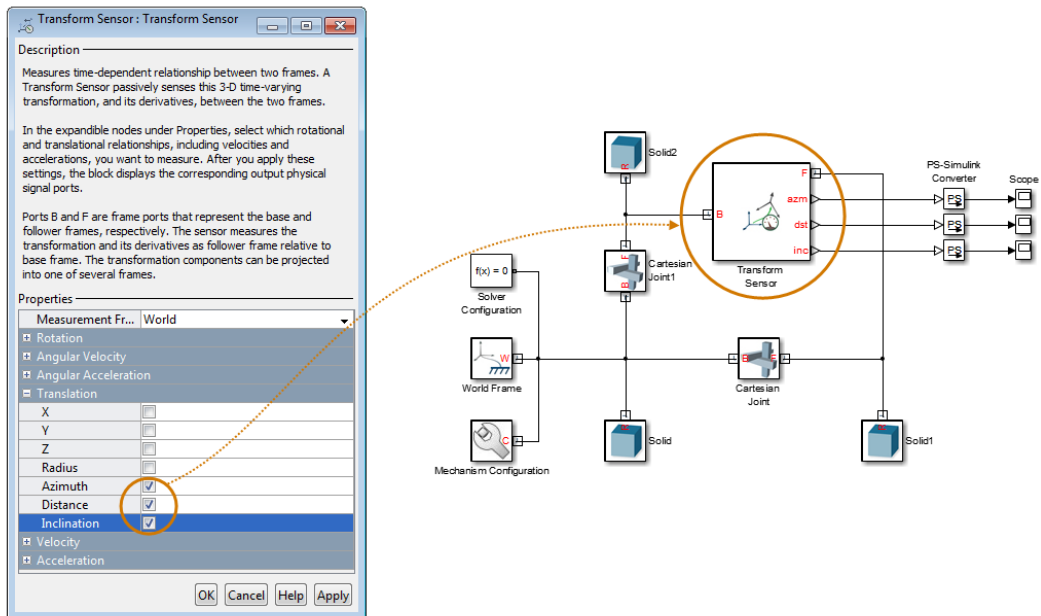 Transform Sensor : Transform Sensor
Description
Measures time-dependent relationship between two frames. A
Transform Sensor passively senses this 3-D time-varying
transformation, and its derivatives, between the two frames.
In the expandible nodes under Properties, select which rotational
and translational relationships, including velocities and
accelerations, you want to measure. After you apply these
settings, the block displays the corresponding output physical
signal ports.
Ports B and F are frame ports that represent the base and
follower frames, respectively. The sensor measures the
transformation and its derivatives as follower frame relative to
base frame. The transformation components can be projected
into one of several frames.
Properties
Measurement Fr... World
Rotation
Angular Velocity
Angular Acceleration
Translation
X
Y
Z
Radius
Azimuth
Distance
Inclination
Velocity
Acceleration
OK Cancel Help Apply
Solid2
R
B
F
azm
dst
inc
Transform
Sensor
PS-Simulink
Converter
Scope
PS
PS
PS
F
B
Cartesian
Joint1
f(x) = 0
Solver
Configuration
W
World Frame
C
Mechanism Configuration
B
F
Cartesian
Joint
R
Solid
R
Solid1